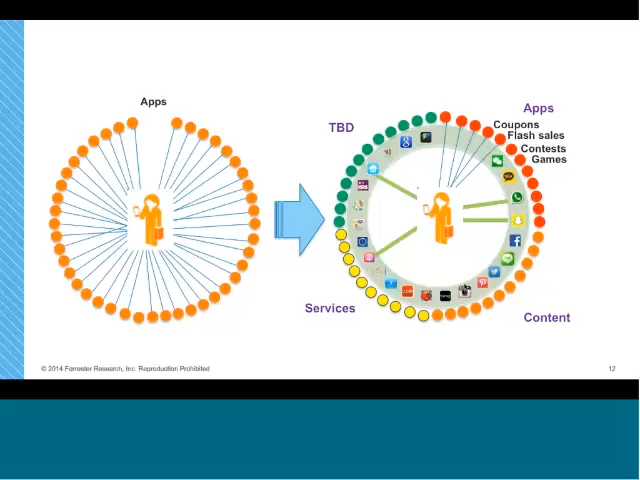 Apps
Apps
TBD
Coupons
Flash sales
Contests
Games
Services
Content
© 2014 Forrester Research, Inc. Reproduction Prohibited
12